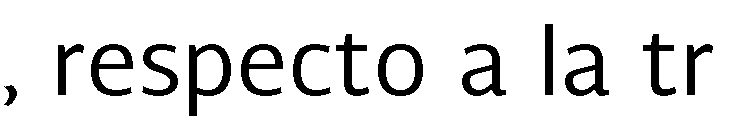 , respecto a la tr